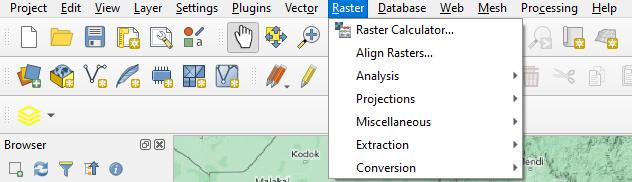 Project Edit View Layer Settings Plugins Vector Raster Database Web Mesh Processing Help
Raster Calculator...
Align Rasters...
Analysis
Projections
Miscellaneous
Extraction
Conversion
Browser
Kodok
Malakal